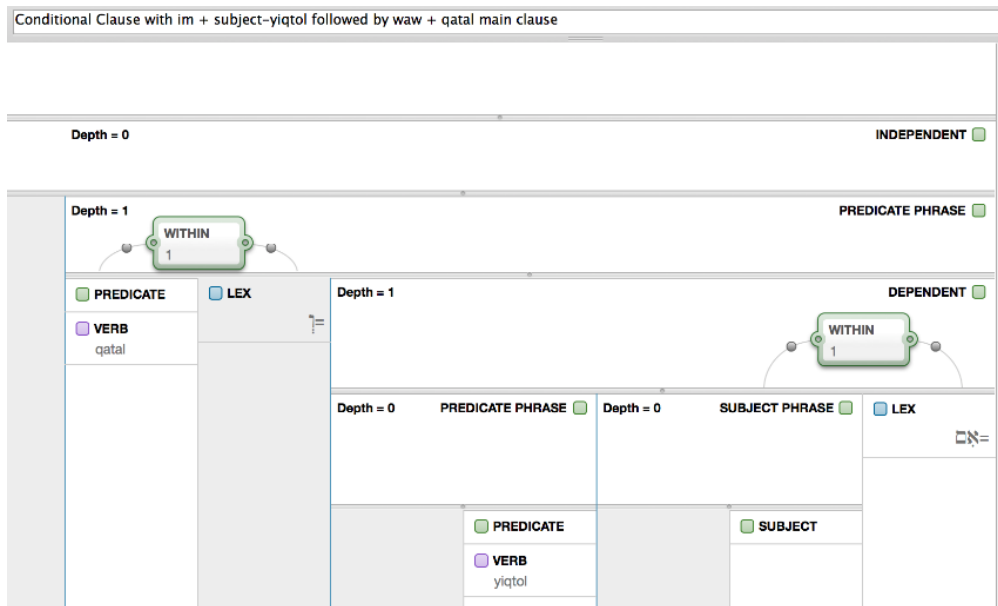 Conditional Clause with im + subject-yiqtol followed by waw + qatal main clause
Depth = 0 INDEPENDENT
Depth = 1 PREDICATE PHRASE
WITHIN
1
PREDICATE LEX Depth = 1 DEPENDENT
VERB =וְ WITHIN
qatal 1
Depth = 0 PREDICATE PHRASE Depth = 0 SUBJECT PHRASE LEX
=אִם
PREDICATE SUBJECT
VERB
yiqtol